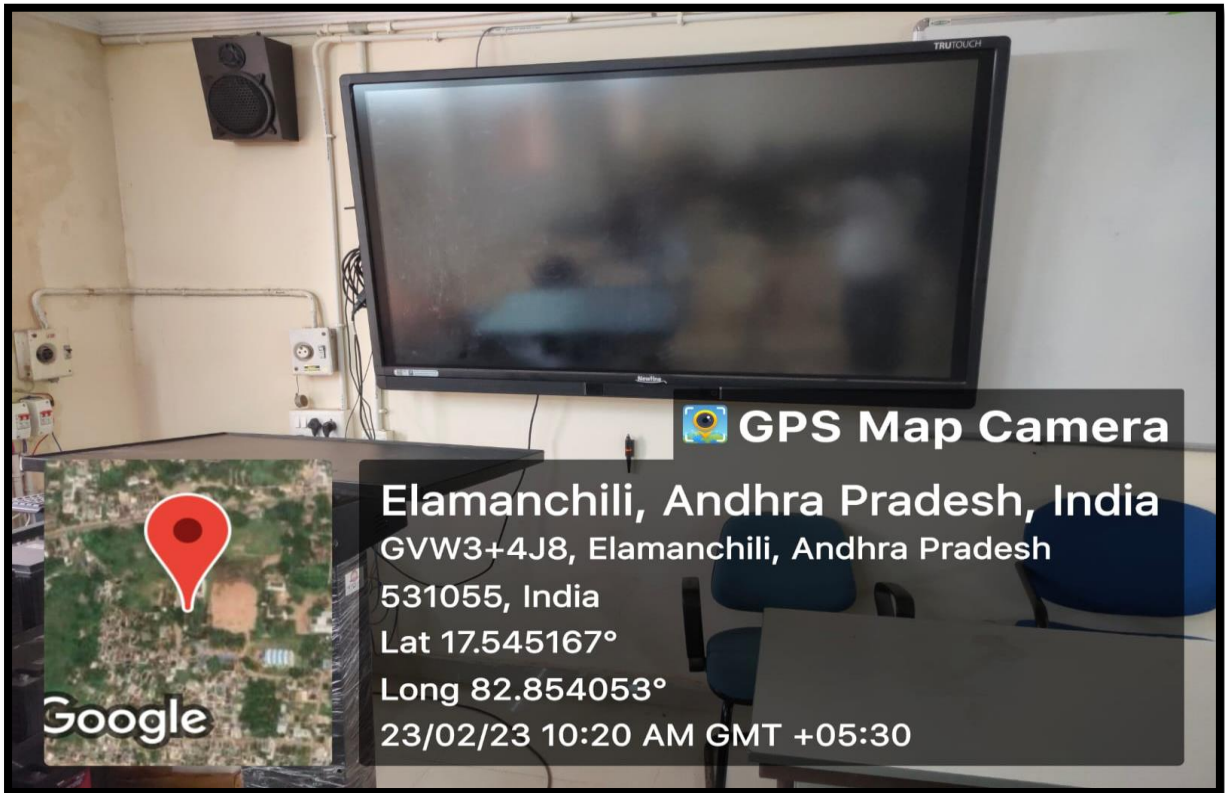 TRUTOUCH
Newline
GPS Map Camera
Elamanchili, Andhra Pradesh, India
GVW3+4J8, Elamanchili, Andhra Pradesh
531055, India
Lat 17.545167°
Long 82.854053°
23/02/23 10:20 AM GMT +05:30
Google